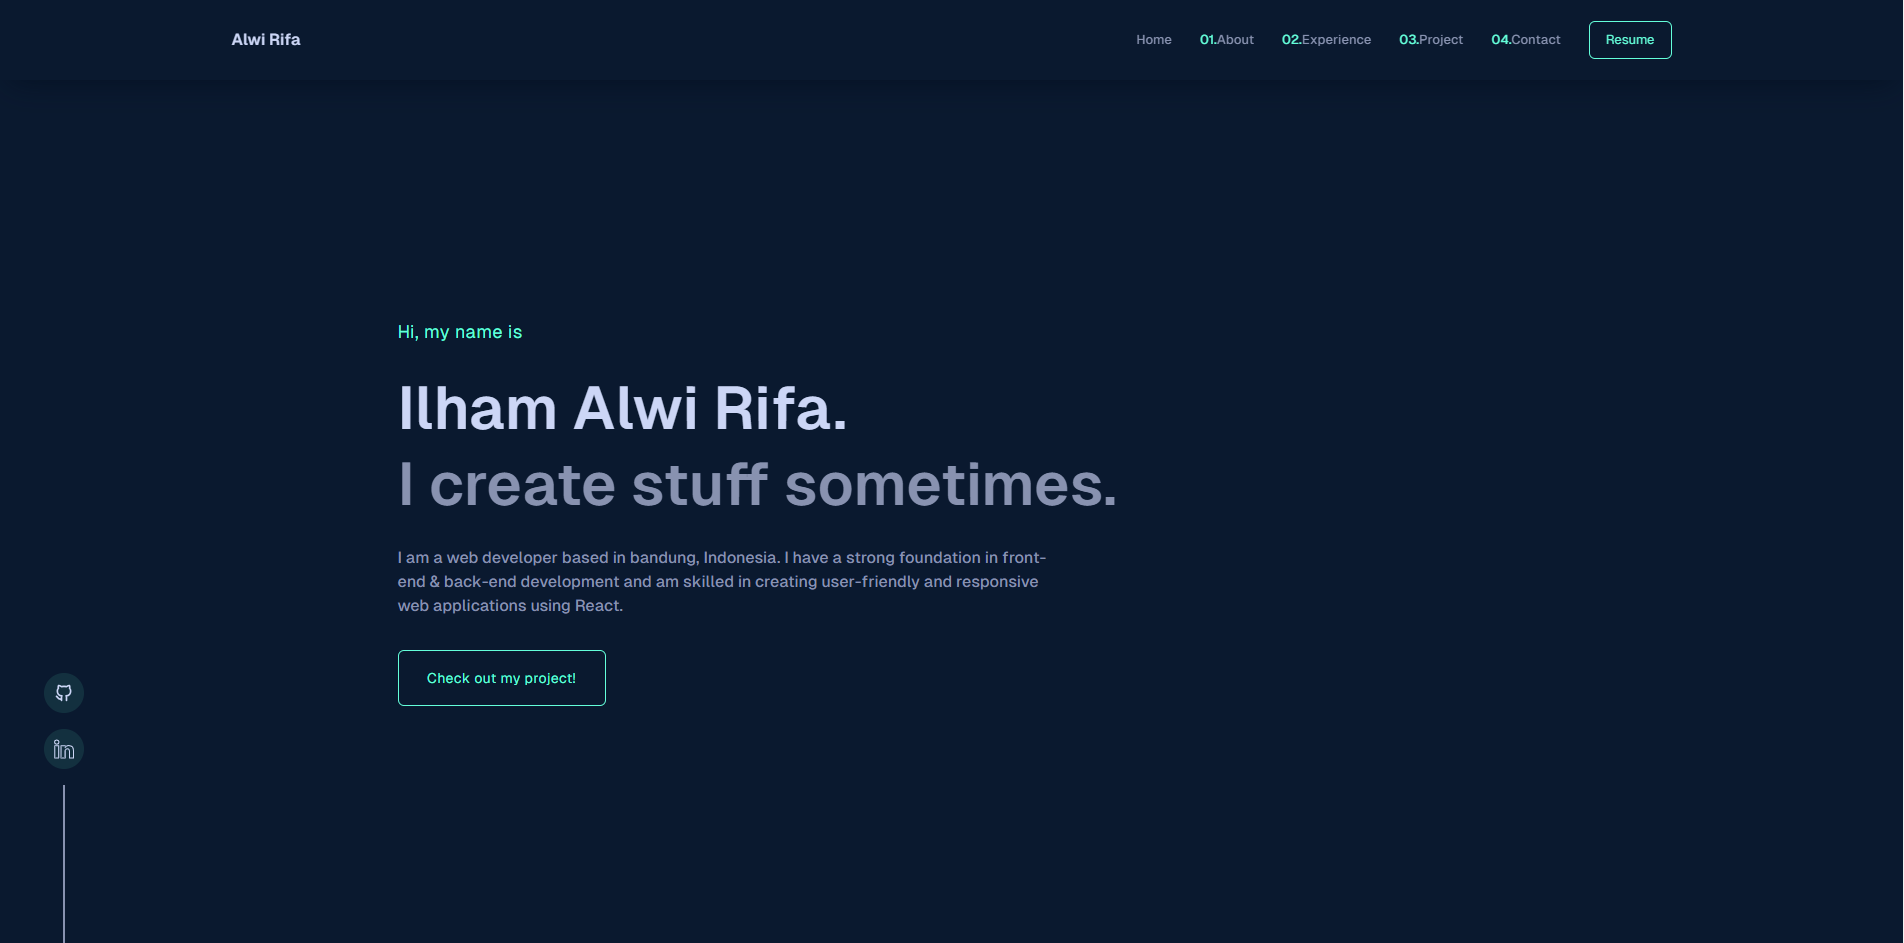 Alwi Rifa
Home 01.About 02.Experience 03.Project 04.Contact Resume
Hi, my name is
Ilham Alwi Rifa.
I create stuff sometimes.
I am a web developer based in bandung, Indonesia. I have a strong foundation in front-
end & back-end development and am skilled in creating user-friendly and responsive
web applications using React.
Check out my project!
in